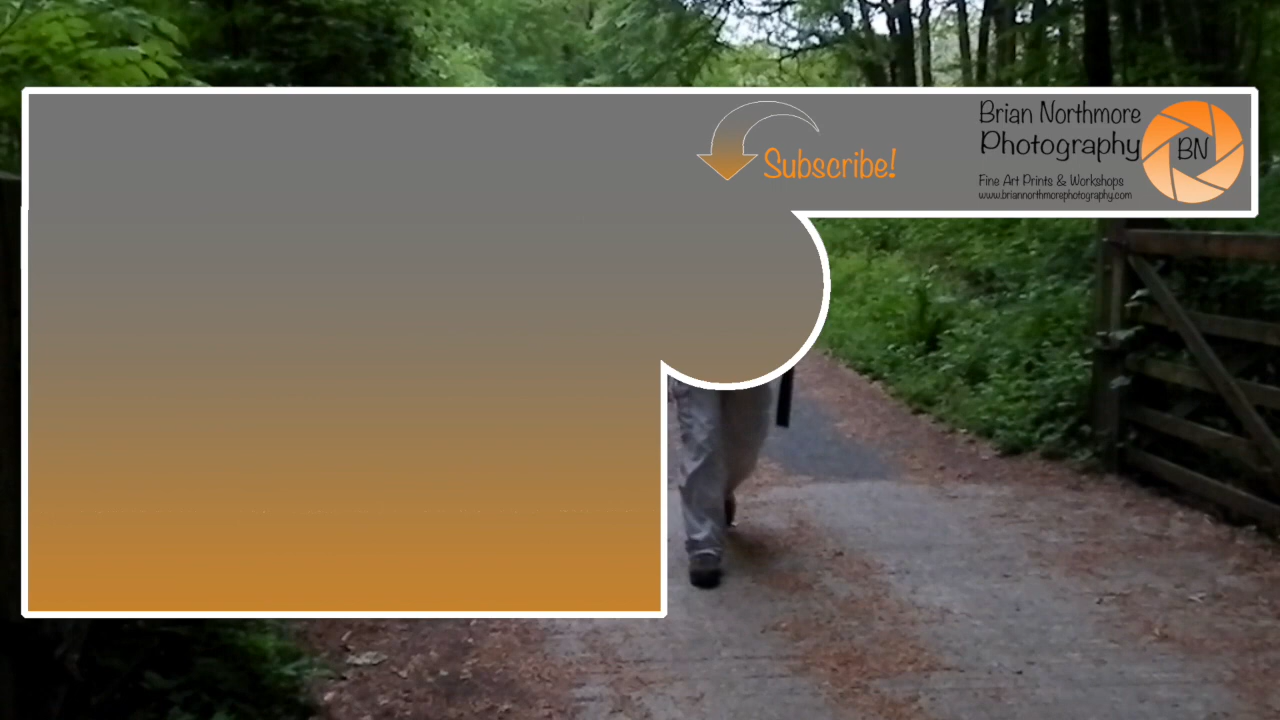 Subscribe!
Brian Northmore
Photography
BN
Fine Art Prints & Workshops
www.briannorthmorephotography.com